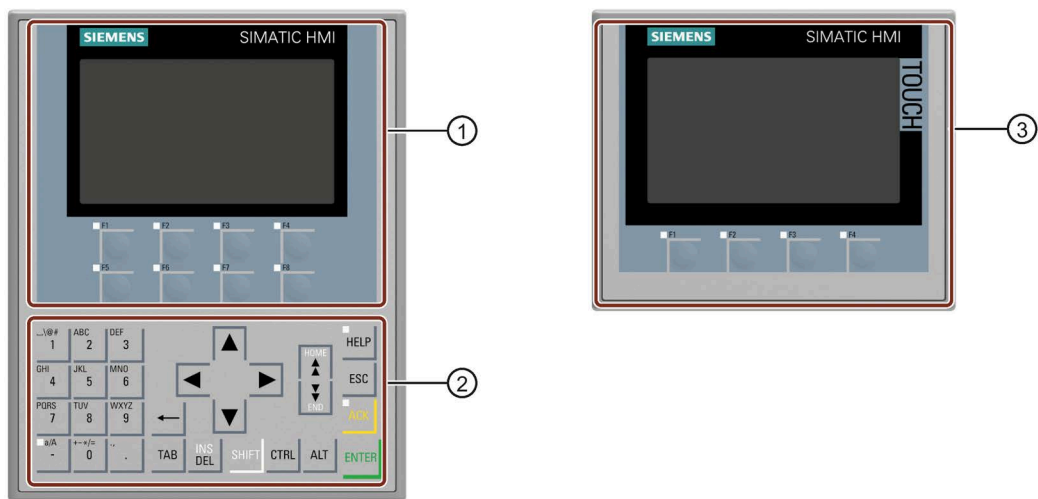 SIEMENS SIMATIC HMI
F1 F2 F3 F4
F5 F6 F7 F8
1
...\@# ABC DEF
1 2 3
HELP
HOME
GHI JKL MNO
4 5 6
ESC
END
2
PQRS TUV WXYZ
7 8 9
ACK
a/A +-*/= .,
- 0 .
TAB INS DEL SHIFT CTRL ALT ENTER
SIEMENS SIMATIC HMI
TOUCH
3
F1 F2 F3 F4